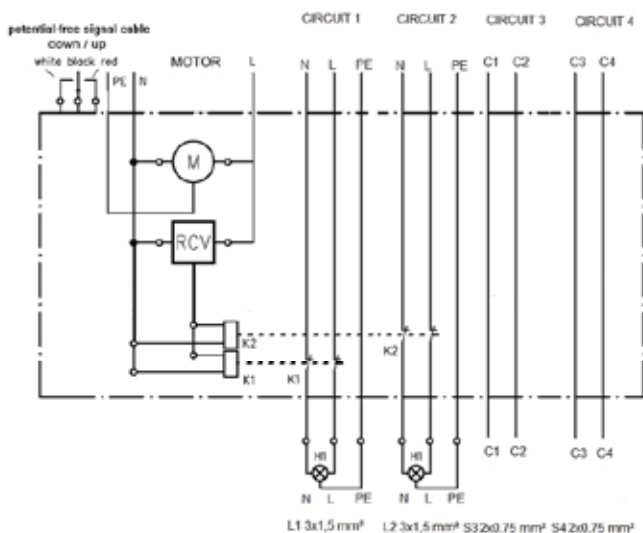 CIRCUIT 1 CIRCUIT 2 CIRCUIT 3 CIRCUIT 4
potential-free signal cable
down / up
white black red
PE N MOTOR L N L PE N L PE C1 C2 C3 C4
M
RCV
K2
K1
K1
K2
H1 H1
C1 C2 C3 C4
N L PE N L PE
L1 3x1,5 mm² L2 3x1,5 mm² S3 2x0,75 mm² S4 2x0,75 mm²